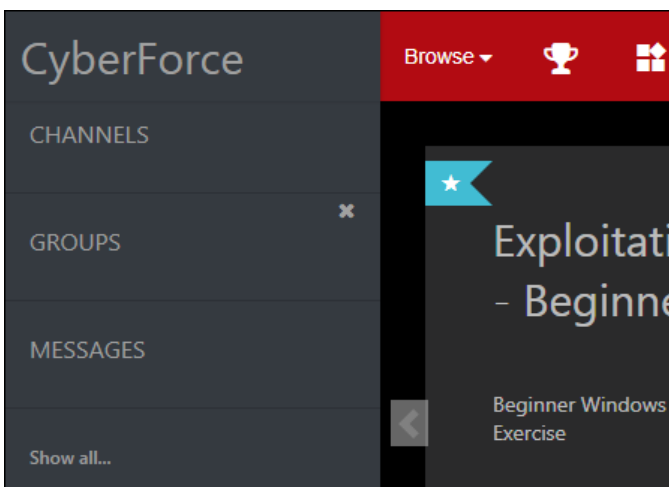 CyberForce
Browse
CHANNELS
GROUPS
MESSAGES
Show all...
Exploitati
- Beginne
Beginner Windows
Exercise